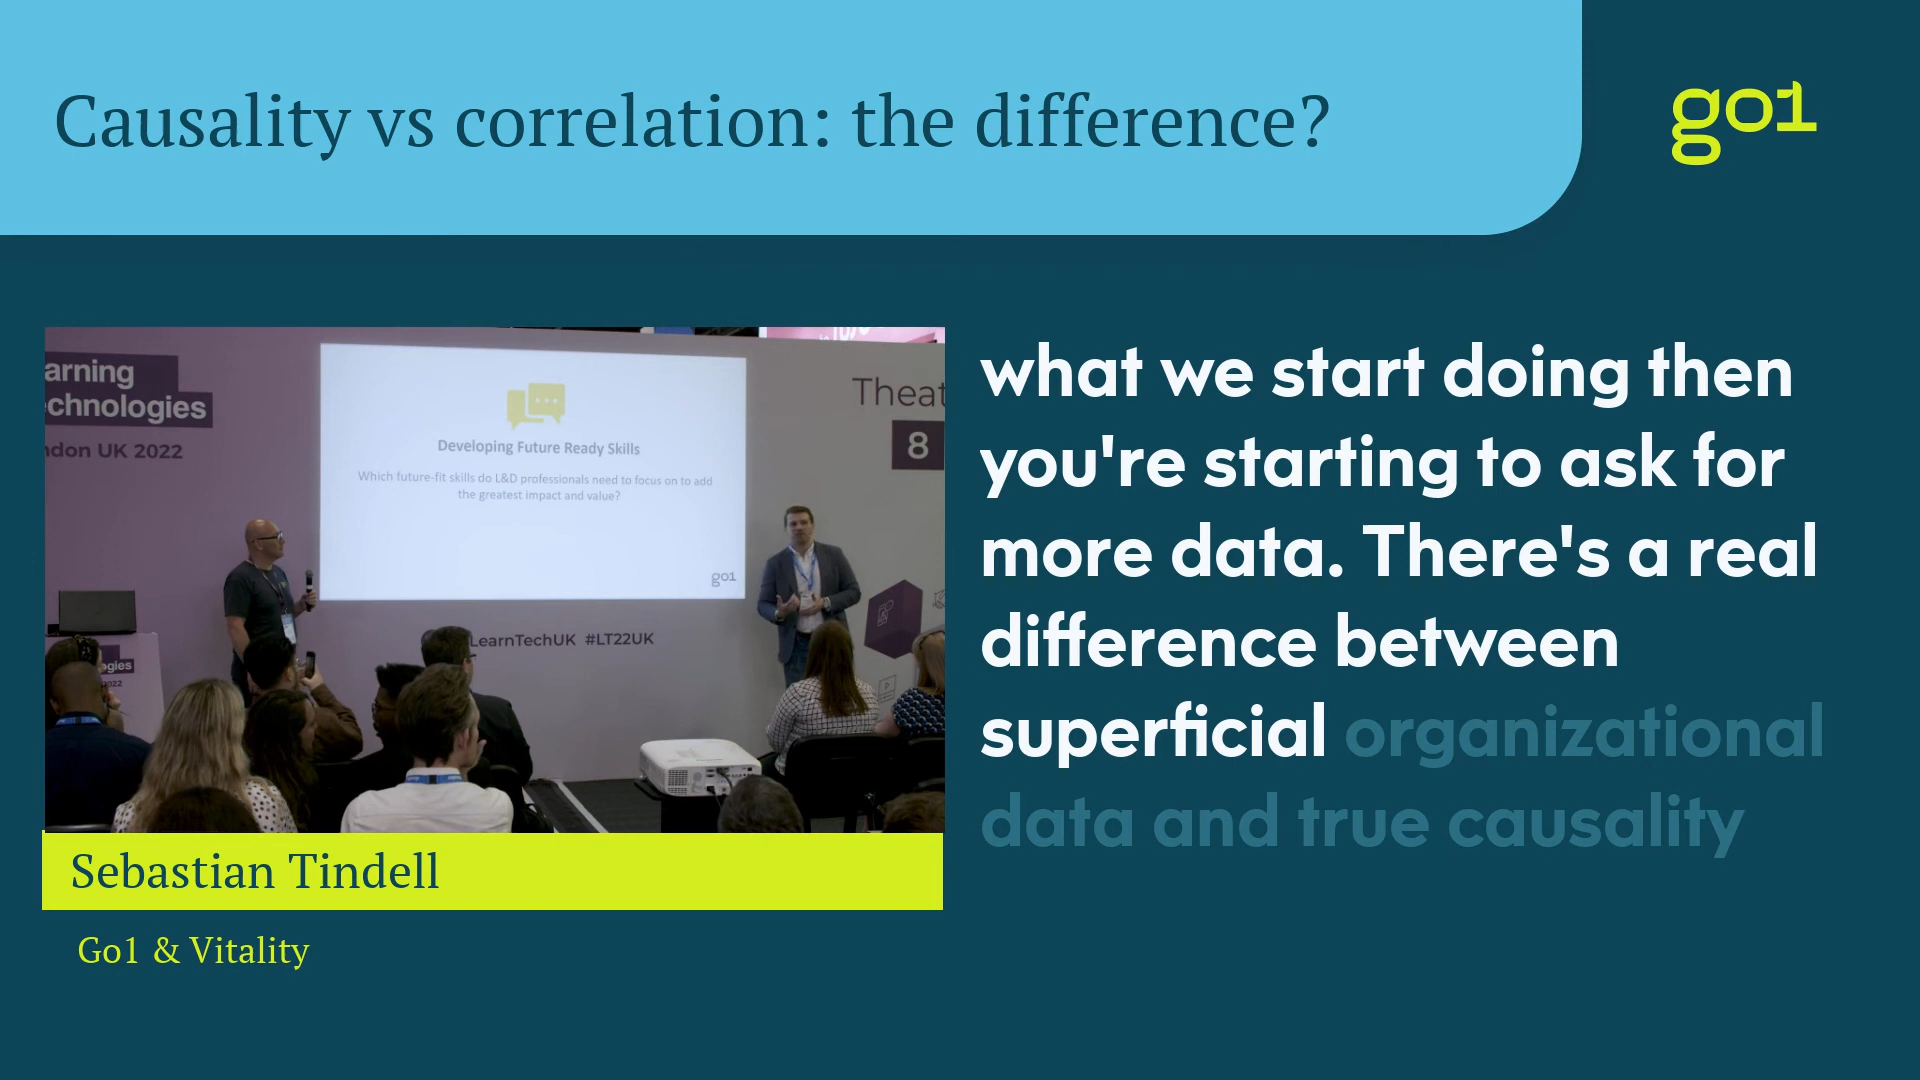 Causality vs correlation: the difference?
go1
arning
echnologies
ndon UK 2022
Developing Future Ready Skills
Which future-fit skills do L&D professionals need to focus on to add
the greatest impact and value?
go1
Theat
8
LearnTechUK #LT22UK
ogies
what we start doing then
you're starting to ask for
more data. There's a real
difference between
superficial organizational
data and true causality
Sebastian Tindell
Go1 & Vitality